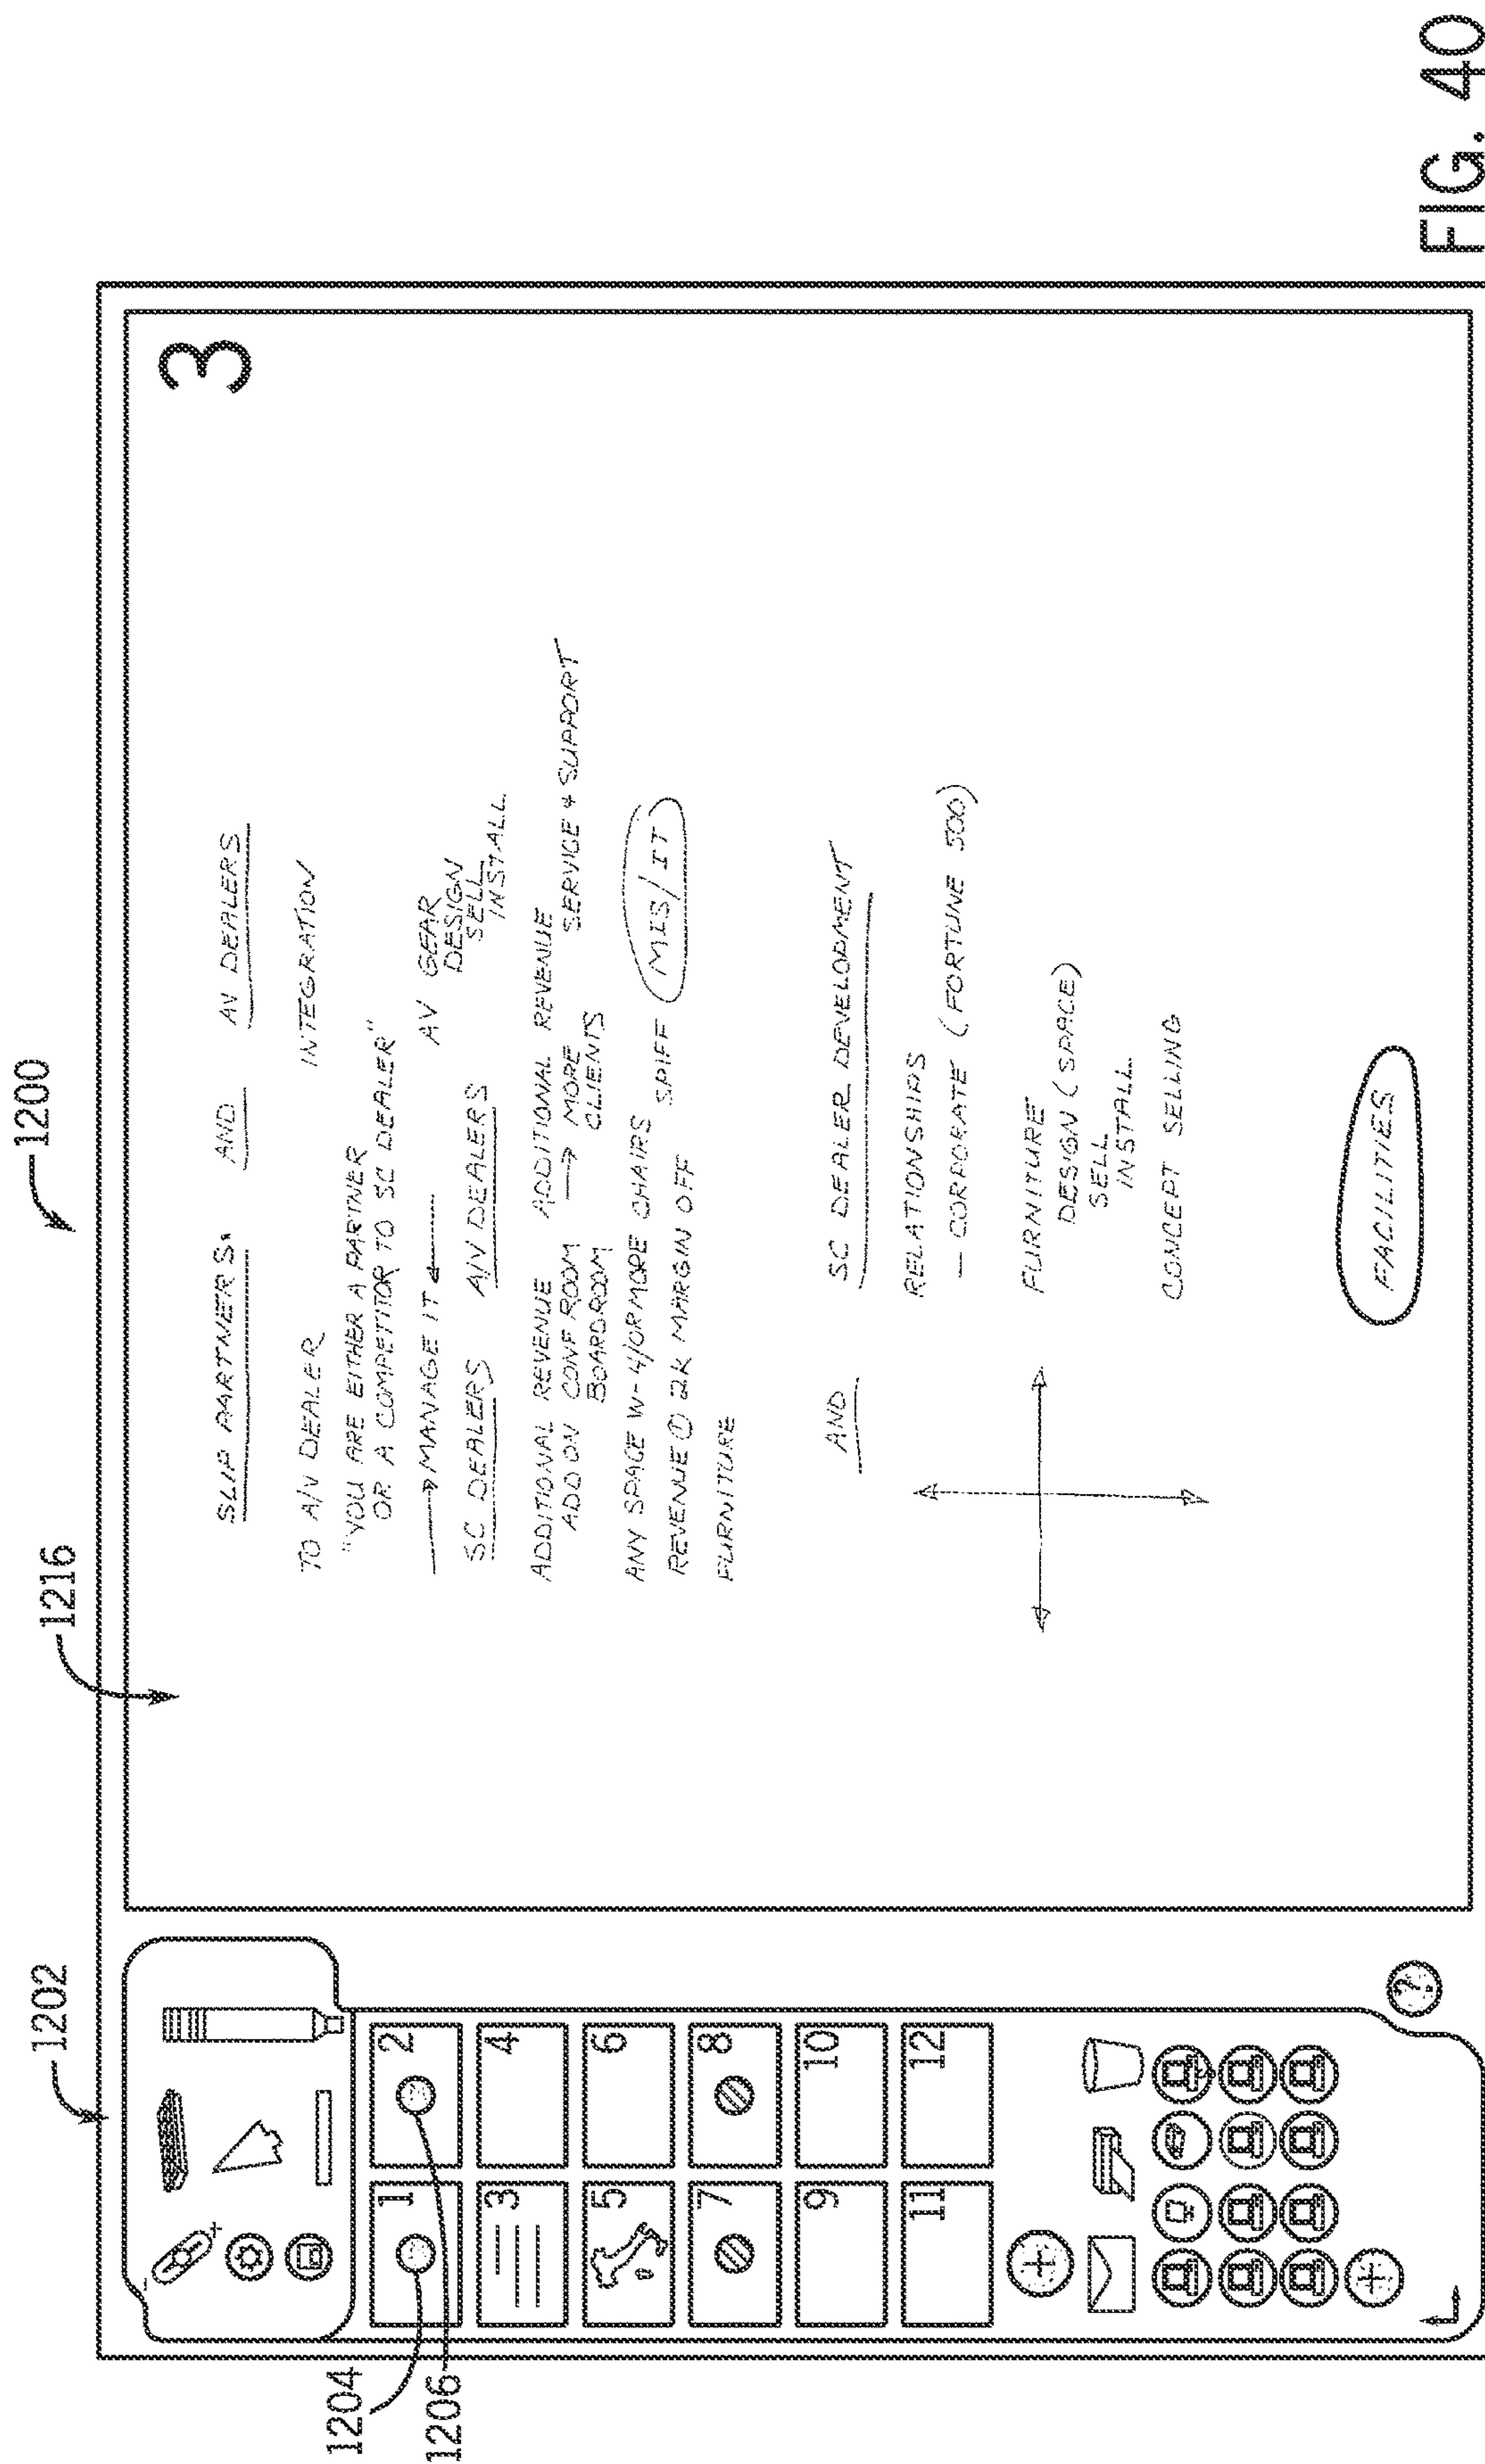 1200
1216
1202
1204
1206
3
SLIP PARTNERS. AND AV DEALERS
TO A/V DEALER INTEGRATION
"YOU ARE EITHER A PARTNER
OR A COMPETITOR TO SC DEALER"
→ MANAGE IT ← AV GEAR
DESIGN
SELL
INSTALL
SC DEALERS A/V DEALERS
ADDITIONAL REVENUE ADDITIONAL REVENUE
ADD ON CONF ROOM → MORE SERVICE & SUPPORT
BOARDROOM CLIENTS
ANY SPACE W-4/OR MORE CHAIRS SPIFF MIS/IT
REVENUE 2K MARGIN OFF
FURNITURE
AND SC DEALER DEVELOPMENT
RELATIONSHIPS
— CORPORATE (FORTUNE 500)
FURNITURE
DESIGN (SPACE)
SELL
INSTALL
CONCEPT SELLING
FACILITIES
- +
1 2
3 4
5 6
7 8
9 10
11 12
+
+
?
FIG. 40